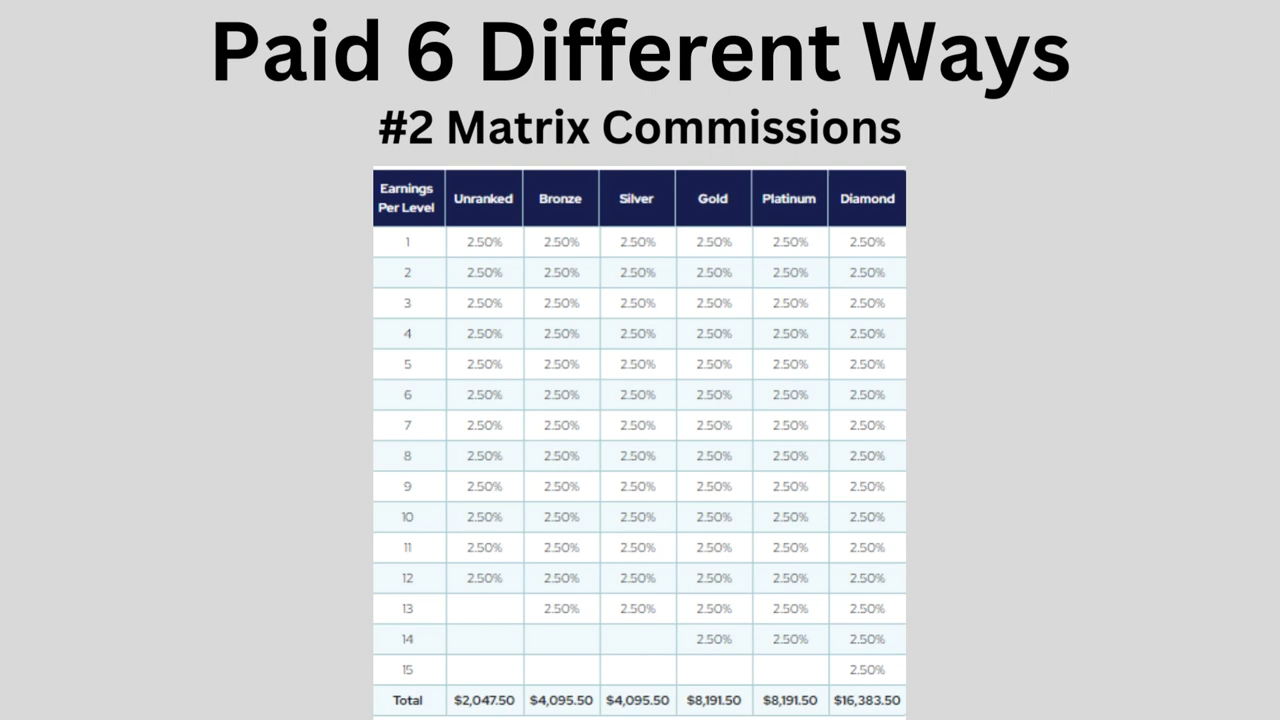 Paid 6 Different Ways
#2 Matrix Commissions
Earnings Per Level Unranked Bronze Silver Gold Platinum Diamond
1 2.50% 2.50% 2.50% 2.50% 2.50% 2.50%
2 2.50% 2.50% 2.50% 2.50% 2.50% 2.50%
3 2.50% 2.50% 2.50% 2.50% 2.50% 2.50%
4 2.50% 2.50% 2.50% 2.50% 2.50% 2.50%
5 2.50% 2.50% 2.50% 2.50% 2.50% 2.50%
6 2.50% 2.50% 2.50% 2.50% 2.50% 2.50%
7 2.50% 2.50% 2.50% 2.50% 2.50% 2.50%
8 2.50% 2.50% 2.50% 2.50% 2.50% 2.50%
9 2.50% 2.50% 2.50% 2.50% 2.50% 2.50%
10 2.50% 2.50% 2.50% 2.50% 2.50% 2.50%
11 2.50% 2.50% 2.50% 2.50% 2.50% 2.50%
12 2.50% 2.50% 2.50% 2.50% 2.50% 2.50%
13 2.50% 2.50% 2.50% 2.50% 2.50%
14 2.50% 2.50% 2.50%
15 2.50%
Total $2,047.50 $4,095.50 $4,095.50 $8,191.50 $8,191.50 $16,383.50